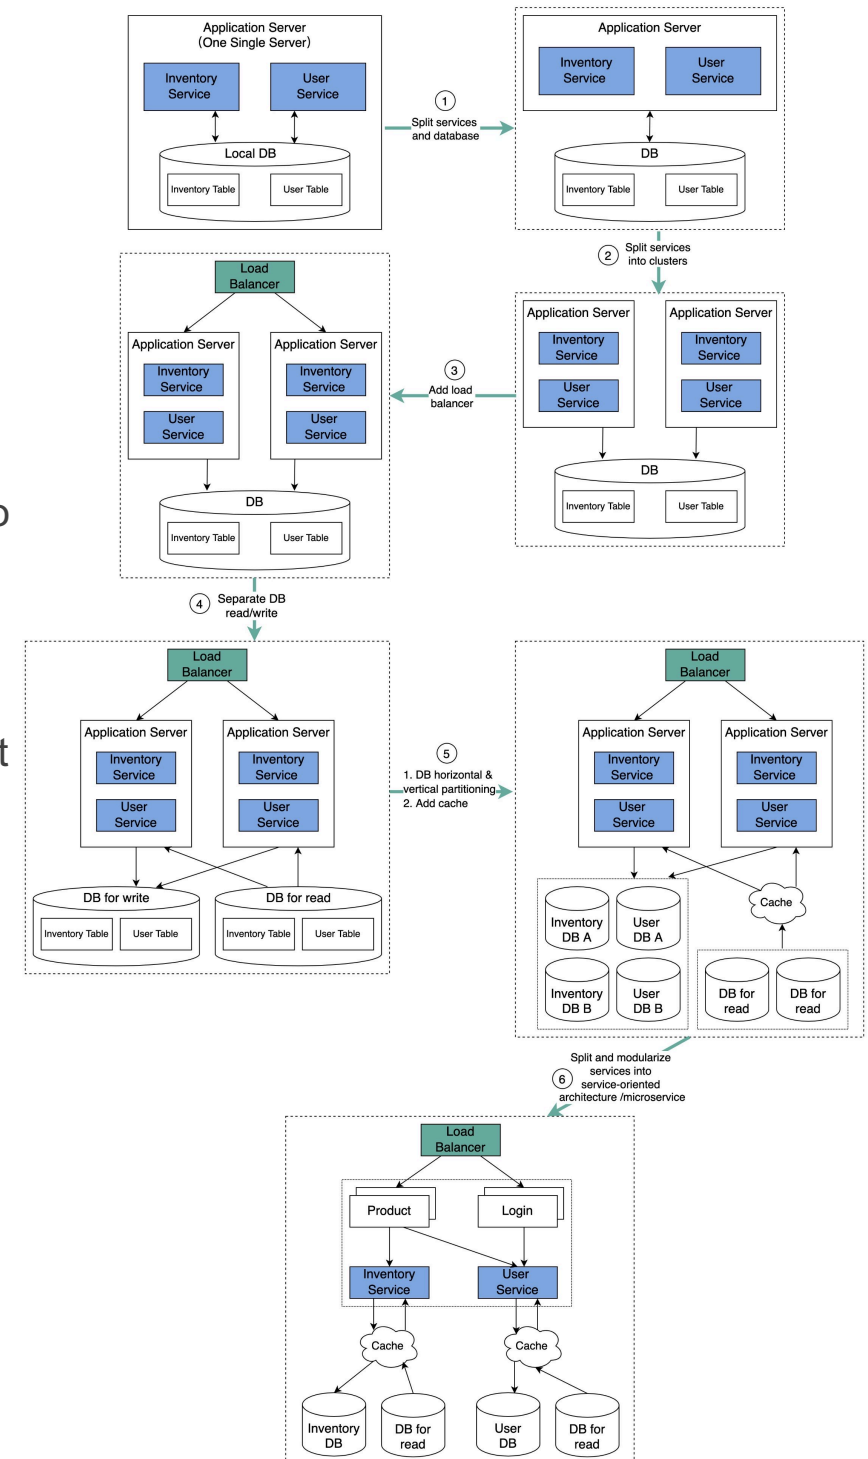 Application Server
(One Single Server)
Inventory
Service
User
Service
Local DB
Inventory Table
User Table
1
Split services
and database
Application Server
Inventory
Service
User
Service
DB
Inventory Table
User Table
2
Split services
into clusters
Application Server
Inventory
Service
User
Service
Application Server
Inventory
Service
User
Service
DB
Inventory Table
User Table
3
Add load
balancer
Load
Balancer
Application Server
Inventory
Service
User
Service
Application Server
Inventory
Service
User
Service
DB
Inventory Table
User Table
4
Separate DB
read/write
Load
Balancer
Application Server
Inventory
Service
User
Service
Application Server
Inventory
Service
User
Service
DB for write
Inventory Table
User Table
DB for read
Inventory Table
User Table
5
1. DB horizontal &
vertical partitioning
2. Add cache
Load
Balancer
Application Server
Inventory
Service
User
Service
Application Server
Inventory
Service
User
Service
Inventory
DB A
User
DB A
Inventory
DB B
User
DB B
Cache
DB for
read
DB for
read
6
Split and modularize
services into
service-oriented
architecture /microservice
Load
Balancer
Product
Login
Inventory
Service
User
Service
Cache
Cache
Inventory
DB
DB for
read
User
DB
DB for
read